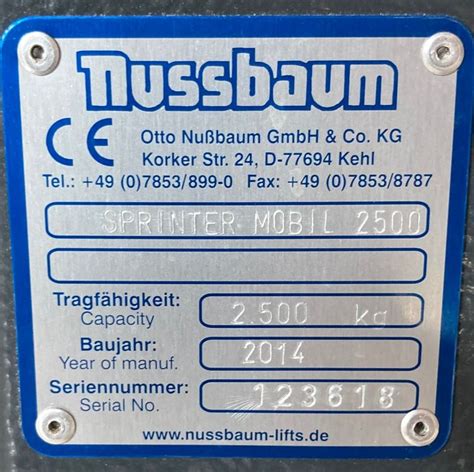 nussbaum
CE Otto Nußbaum GmbH & Co. KG
Korker Str. 24, D-77694 Kehl
Tel.: +49 (0)7853/899-0 Fax: +49 (0)7853/8787
SPRINTER MOBIL 2500
Tragfähigkeit:
Capacity 2.500 kg
Baujahr:
Year of manuf. 2014
Seriennummer:
Serial No. 123618
www.nussbaum-lifts.de